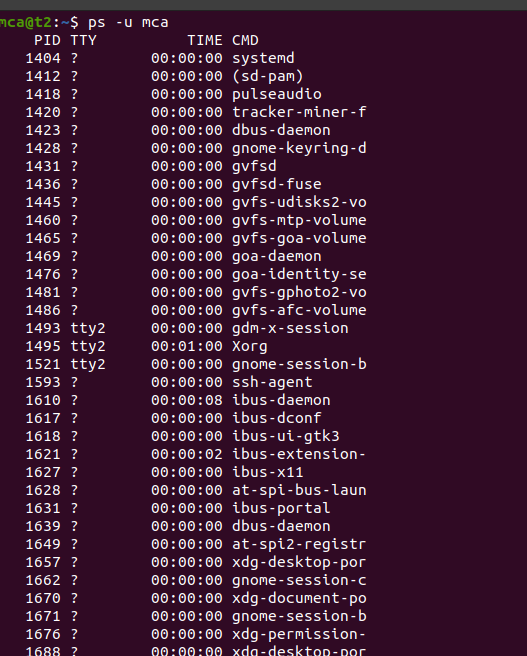 mca@t2:~$ ps -u mca
PID TTY TIME CMD
1404 ? 00:00:00 systemd
1412 ? 00:00:00 (sd-pam)
1418 ? 00:00:00 pulseaudio
1420 ? 00:00:00 tracker-miner-f
1423 ? 00:00:00 dbus-daemon
1428 ? 00:00:00 gnome-keyring-d
1431 ? 00:00:00 gvfsd
1436 ? 00:00:00 gvfsd-fuse
1445 ? 00:00:00 gvfs-udisks2-vo
1460 ? 00:00:00 gvfs-mtp-volume
1465 ? 00:00:00 gvfs-goa-volume
1469 ? 00:00:00 goa-daemon
1476 ? 00:00:00 goa-identity-se
1481 ? 00:00:00 gvfs-gphoto2-vo
1486 ? 00:00:00 gvfs-afc-volume
1493 tty2 00:00:00 gdm-x-session
1495 tty2 00:01:00 Xorg
1521 tty2 00:00:00 gnome-session-b
1593 ? 00:00:00 ssh-agent
1610 ? 00:00:08 ibus-daemon
1617 ? 00:00:00 ibus-dconf
1618 ? 00:00:00 ibus-ui-gtk3
1621 ? 00:00:02 ibus-extension-
1627 ? 00:00:00 ibus-x11
1628 ? 00:00:00 at-spi-bus-laun
1631 ? 00:00:00 ibus-portal
1639 ? 00:00:00 dbus-daemon
1649 ? 00:00:00 at-spi2-registr
1657 ? 00:00:00 xdg-desktop-por
1662 ? 00:00:00 gnome-session-c
1670 ? 00:00:00 xdg-document-po
1671 ? 00:00:00 gnome-session-b
1676 ? 00:00:00 xdg-permission-
1688 ? 00:00:00 xdg-desktop-por